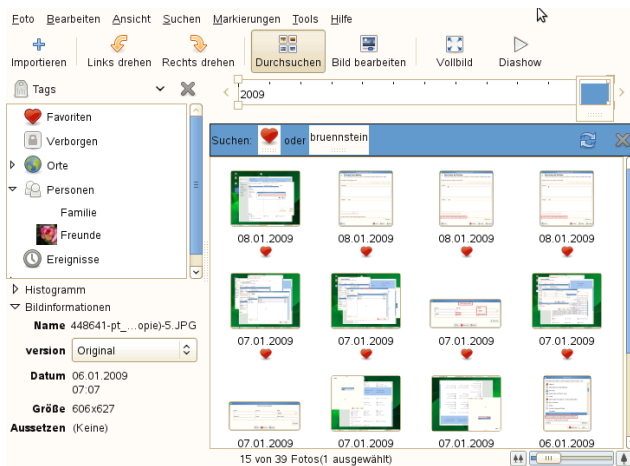 Foto Bearbeiten Ansicht Suchen Markierungen Tools Hilfe
Importieren Links drehen Rechts drehen Durchsuchen Bild bearbeiten Vollbild Diashow
Tags
2009
Favoriten
Verborgen
Orte
Personen
Familie
Freunde
Ereignisse
Suchen: oder bruennstein
08.01.2009 08.01.2009 08.01.2009 08.01.2009
07.01.2009 07.01.2009 07.01.2009 07.01.2009
07.01.2009 07.01.2009 07.01.2009 06.01.2009
Histogramm
Bildinformationen
Name 448641-pt_...opie)-5.JPG
version Original
Datum 06.01.2009
07:07
Größe 606x627
Aussetzen (Keine)
15 von 39 Fotos(1 ausgewählt)